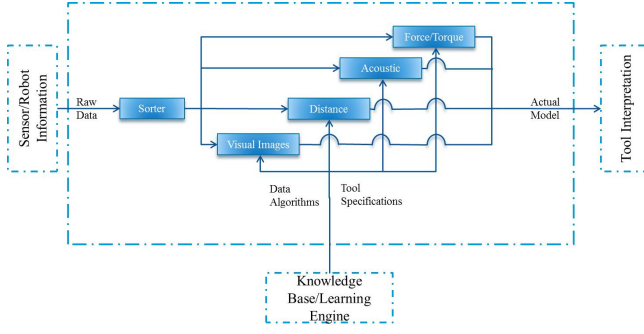 Sensor/Robot
Information
Raw
Data
Sorter
Force/Torque
Acoustic
Distance
Visual Images
Data
Algorithms
Tool
Specifications
Actual
Model
Tool Interpretation
Knowledge
Base/Learning
Engine